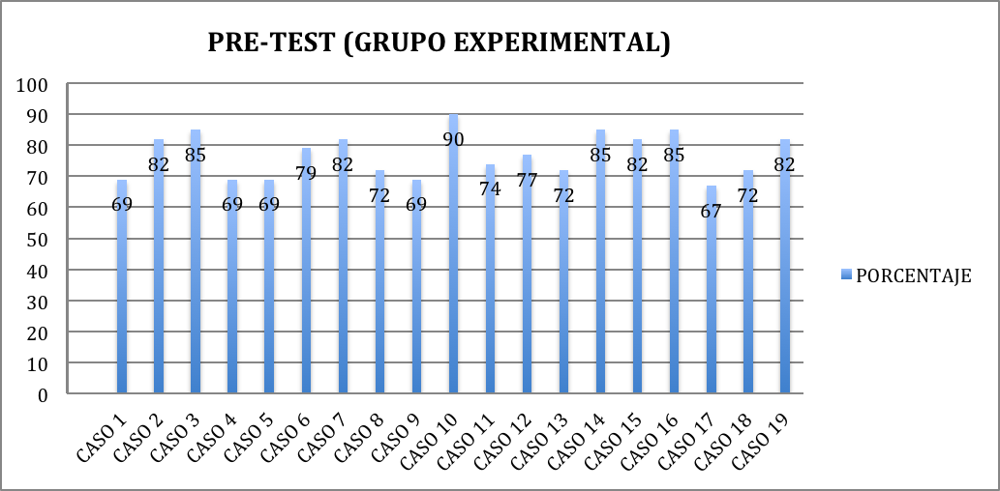 PRE-TEST (GRUPO EXPERIMENTAL)
100
90
80
70
60
50
40
30
20
10
0
69
82
85
69
69
79
82
72
69
90
74
77
72
85
82
85
67
72
82
CASO 1
CASO 2
CASO 3
CASO 4
CASO 5
CASO 6
CASO 7
CASO 8
CASO 9
CASO 10
CASO 11
CASO 12
CASO 13
CASO 14
CASO 15
CASO 16
CASO 17
CASO 18
CASO 19
PORCENTAJE